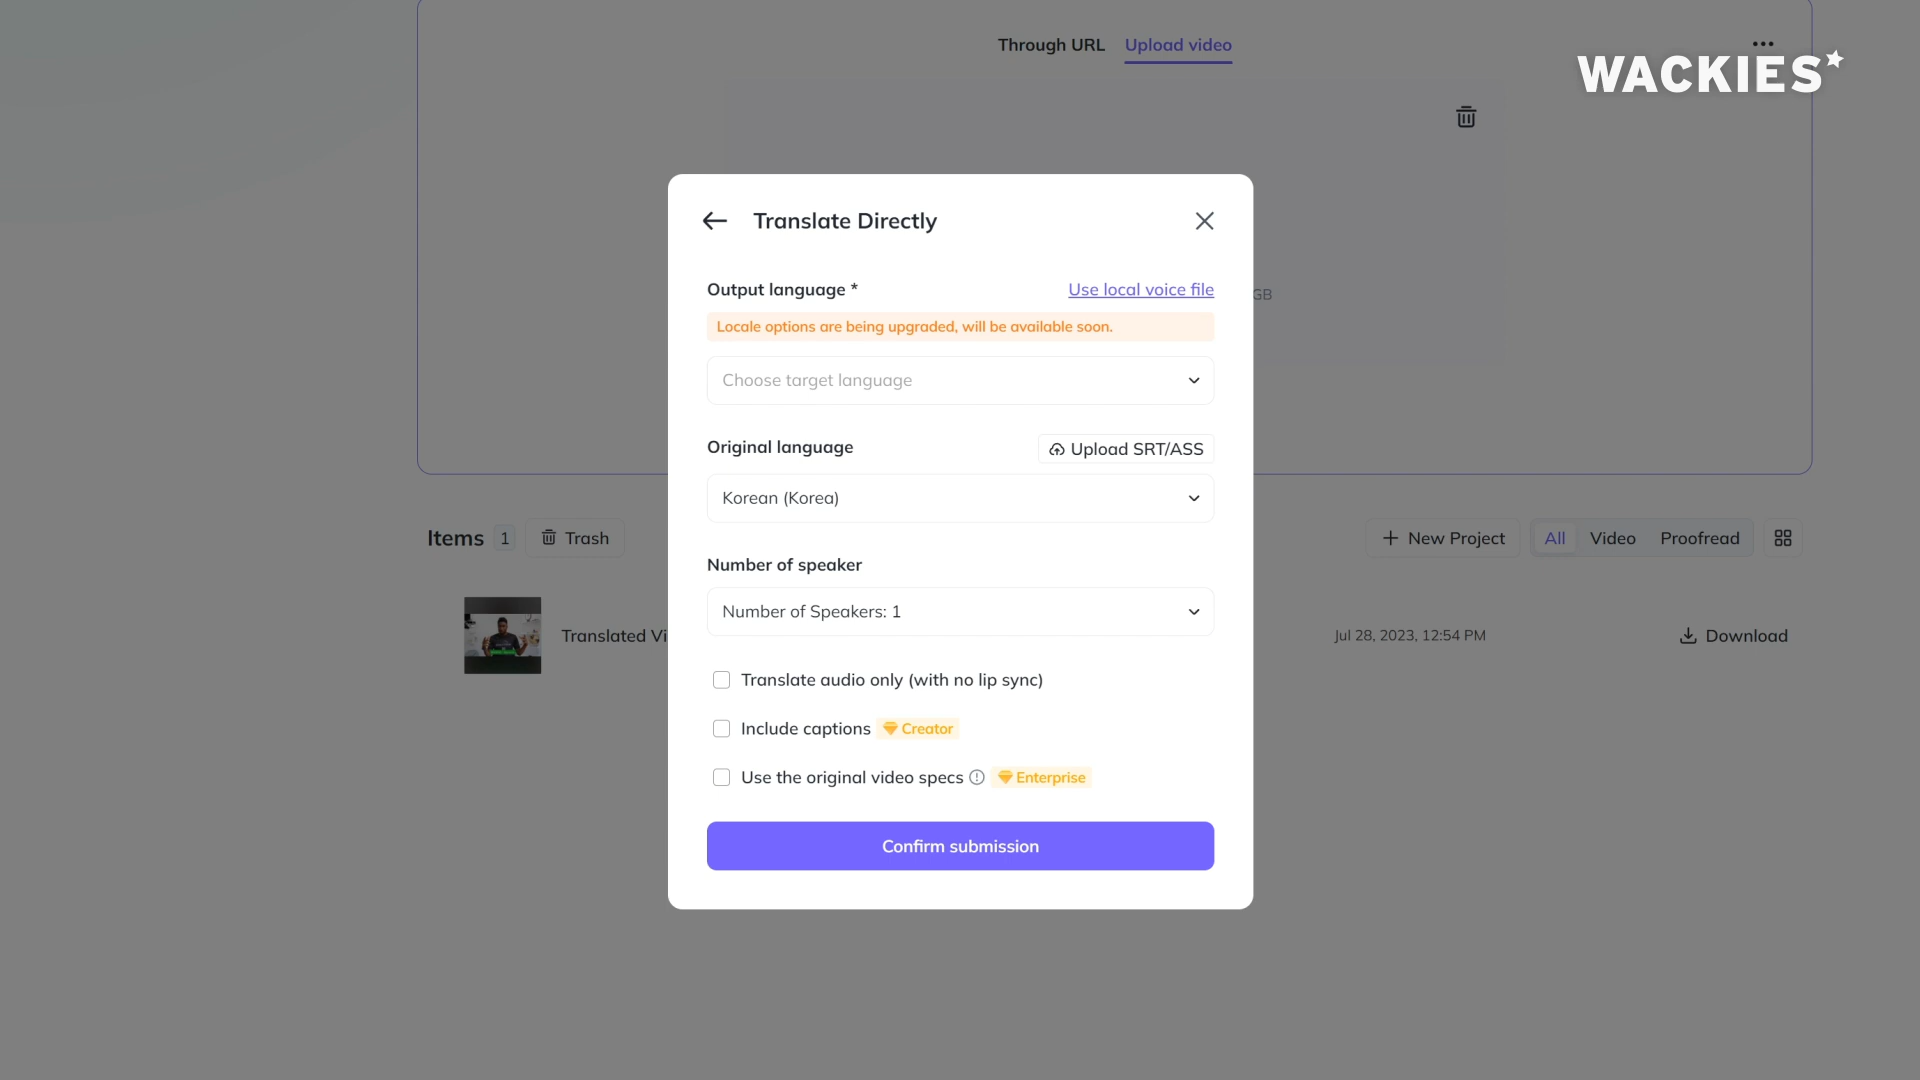 Through URL
Upload video
WACKIES
Translate Directly
Output language *
Use local voice file
GB
Locale options are being upgraded, will be available soon.
Choose target language
Original language
Upload SRT/ASS
Korean (Korea)
Items 1
Trash
New Project
All
Video
Proofread
Number of speaker
Number of Speakers: 1
Translated Vi
Jul 28, 2023, 12:54 PM
Download
Translate audio only (with no lip sync)
Include captions
Creator
Use the original video specs
Enterprise
Confirm submission